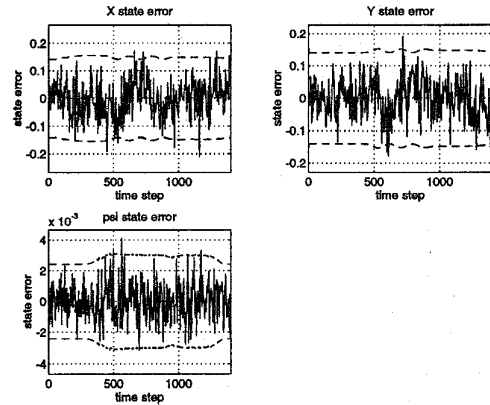 X state error
0.2
0.1
0
-0.1
-0.2
state error
0
500
1000
time step
Y state error
0.2
0.1
0
-0.1
-0.2
state error
0
500
1000
time step
x 10⁻³
psi state error
4
2
0
-2
-4
state error
0
500
1000
time step